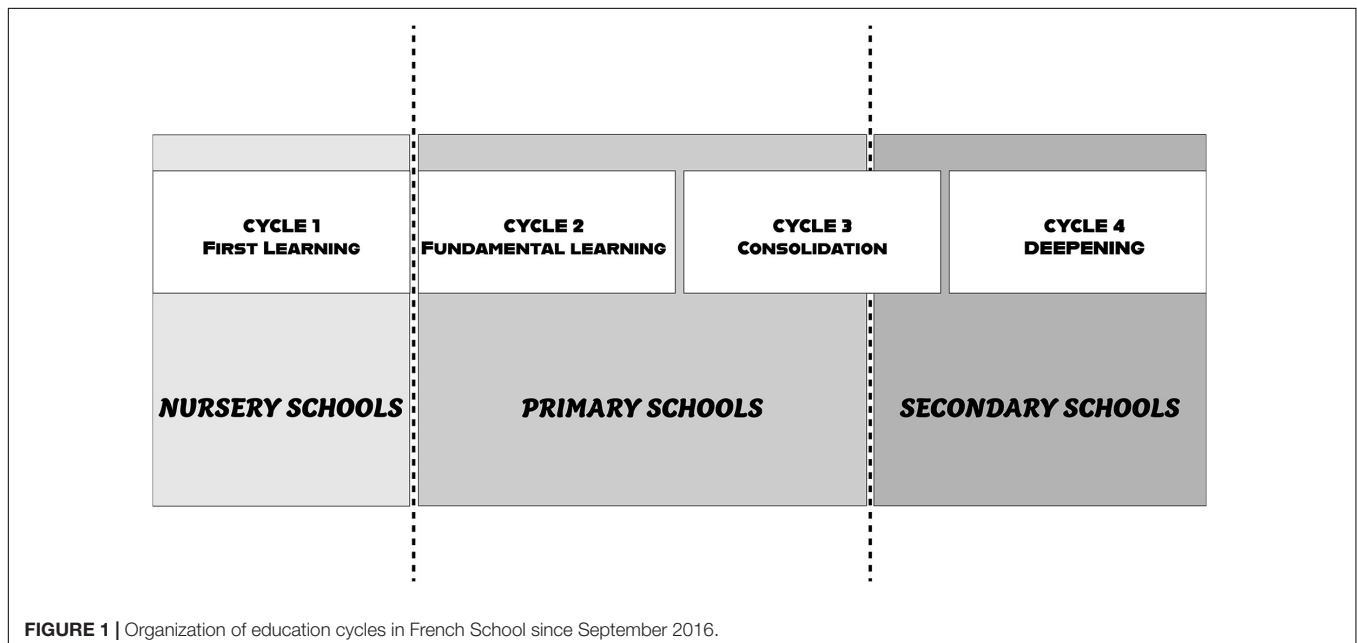 CYCLE 1
FIRST LEARNING
CYCLE 2
FUNDAMENTAL LEARNING
CYCLE 3
CONSOLIDATION
CYCLE 4
DEEPENING
NURSERY SCHOOLS
PRIMARY SCHOOLS
SECONDARY SCHOOLS
FIGURE 1 | Organization of education cycles in French School since September 2016.